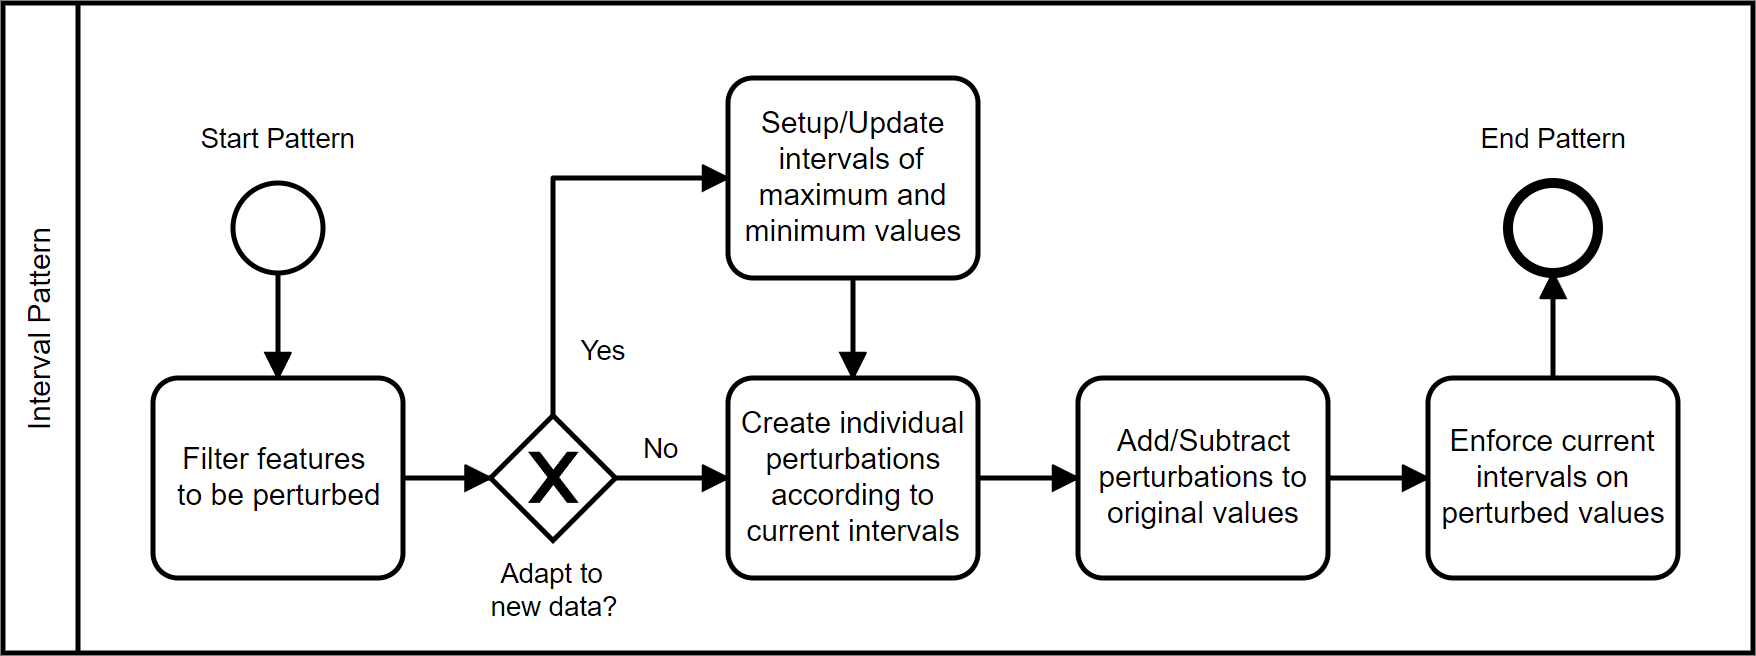 Interval Pattern
Start Pattern
Filter features
to be perturbed
Adapt to
new data?
Yes
No
Setup/Update
intervals of
maximum and
minimum values
Create individual
perturbations
according to
current intervals
Add/Subtract
perturbations to
original values
Enforce current
intervals on
perturbed values
End Pattern